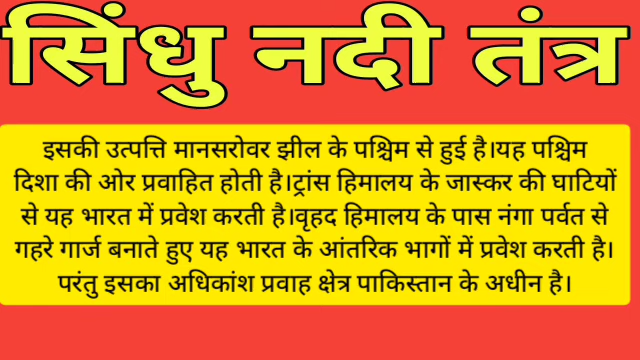 सिंधु नदी तंत्र
इसकी उत्पत्ति मानसरोवर झील के पश्चिम से हुई है।यह पश्चिम
दिशा की ओर प्रवाहित होती है।ट्रांस हिमालय के जास्कर की घाटियों
से यह भारत में प्रवेश करती है।वृहद हिमालय के पास नंगा पर्वत से
गहरे गार्ज बनाते हुए यह भारत के आंतरिक भागों में प्रवेश करती है।
परंतु इसका अधिकांश प्रवाह क्षेत्र पाकिस्तान के अधीन है।